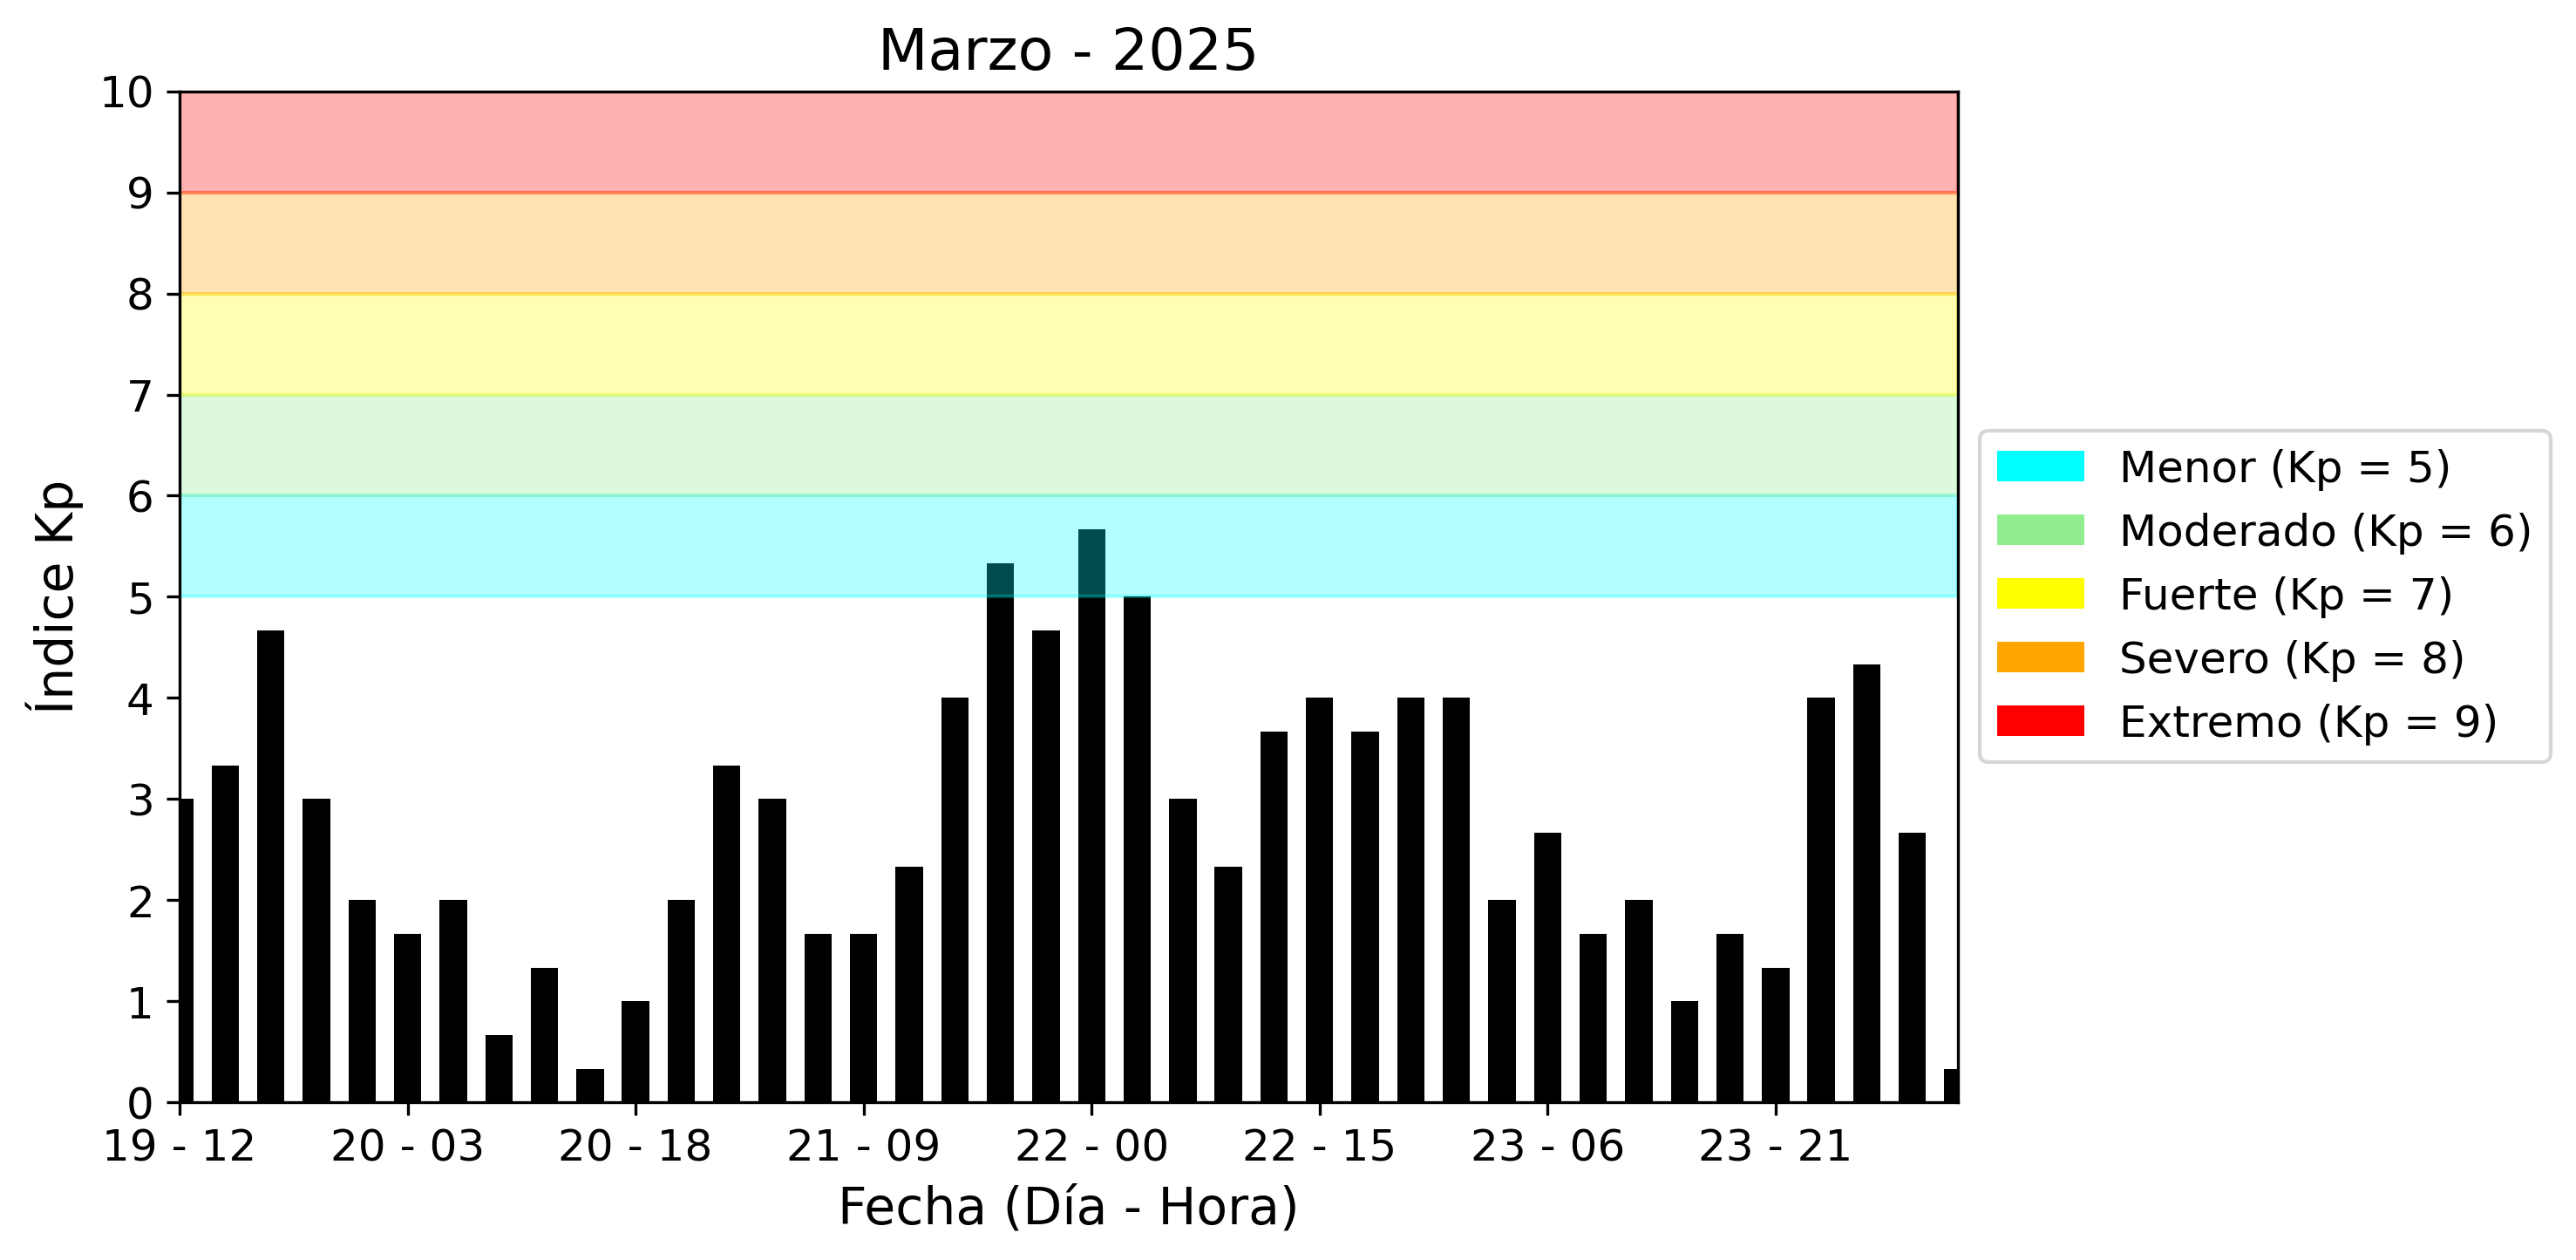 Marzo - 2025
10
9
8
7
6
5
4
3
2
1
0
Índice Kp
19 - 12
20 - 03
20 - 18
21 - 09
22 - 00
22 - 15
23 - 06
23 - 21
Fecha (Día - Hora)
Menor (Kp = 5)
Moderado (Kp = 6)
Fuerte (Kp = 7)
Severo (Kp = 8)
Extremo (Kp = 9)